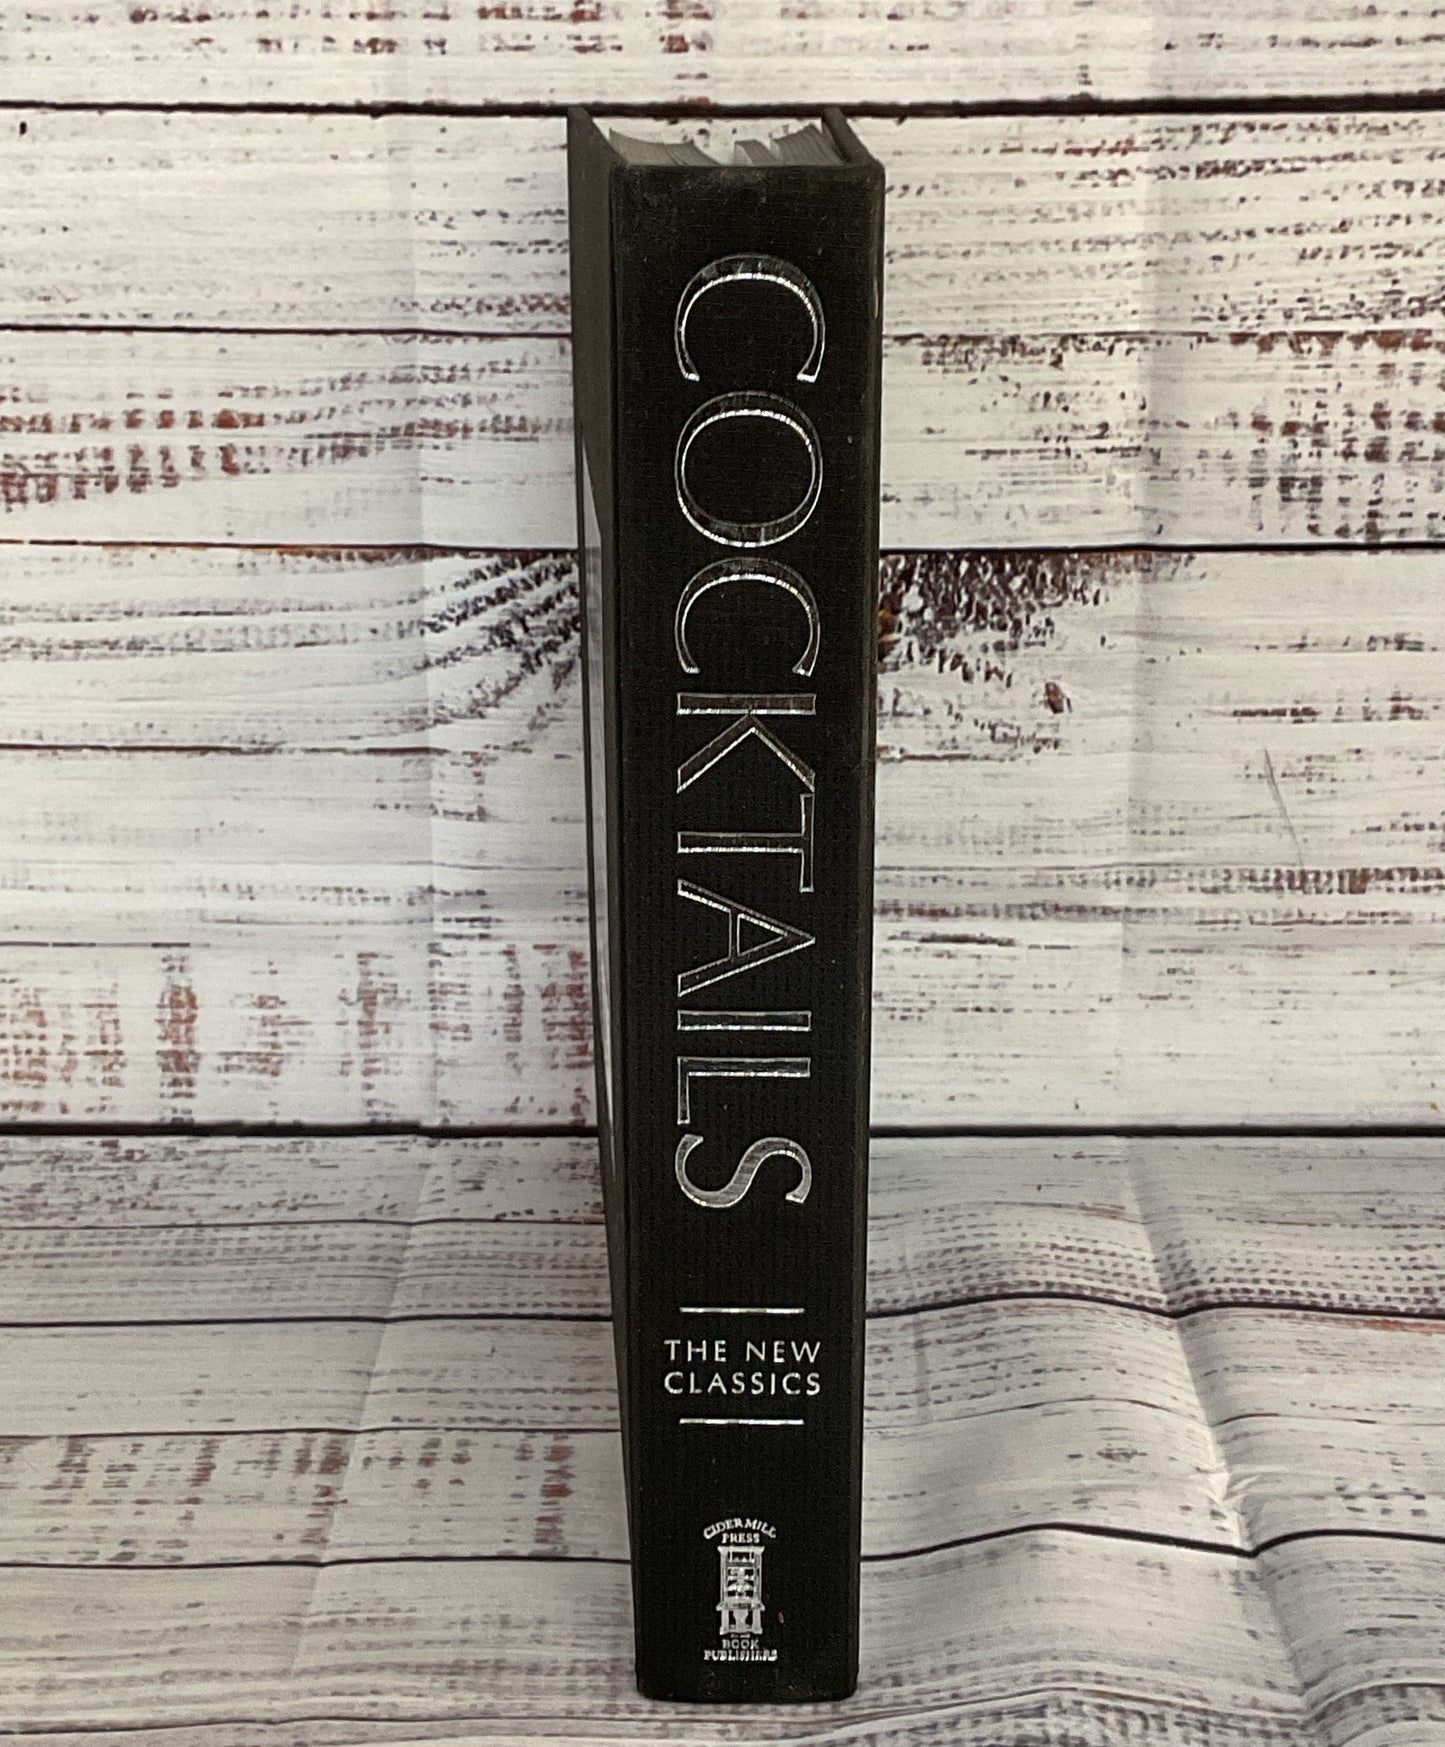 COCKTAILS
THE NEW
CLASSICS
CIDER MILL
PRESS
BOOK
PUBLISHERS